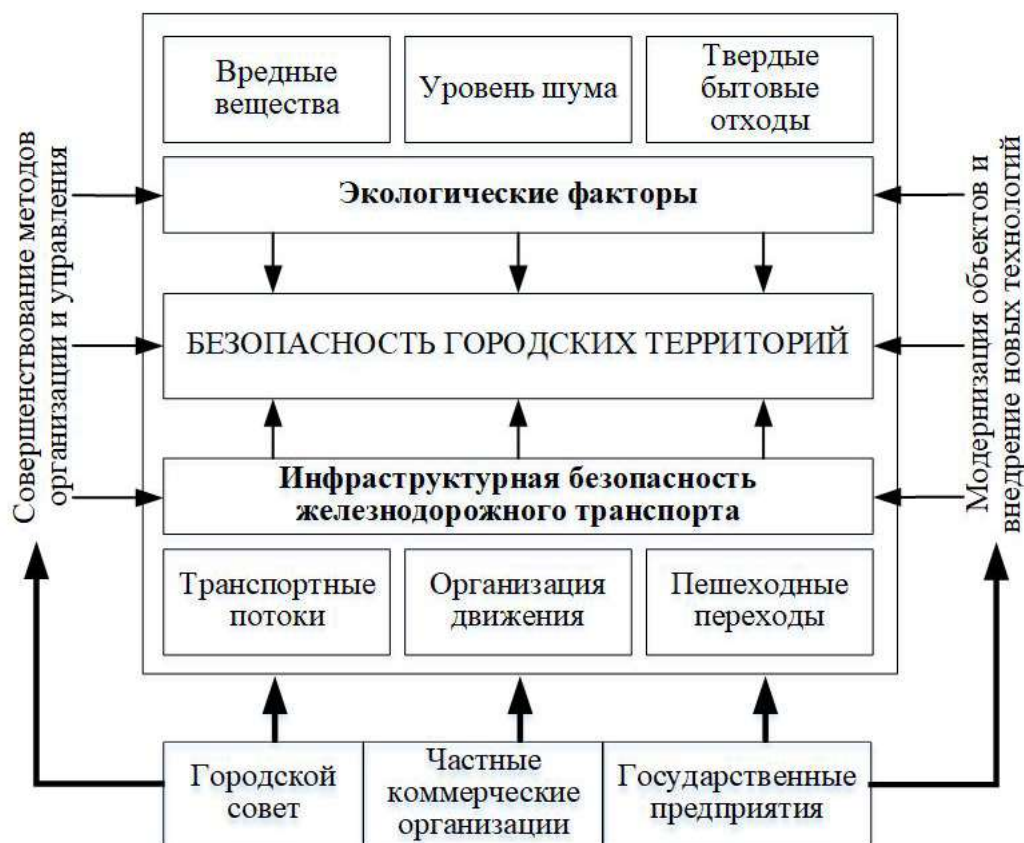 Вредные
вещества
Уровень шума
Твердые
бытовые
отходы
Совершенствование методов
организации и управления
Экологические факторы
БЕЗОПАСНОСТЬ ГОРОДСКИХ ТЕРРИТОРИЙ
Инфраструктурная безопасность
железнодорожного транспорта
Модернизация объектов и
внедрение новых технологий
Транспортные
потоки
Организация
движения
Пешеходные
переходы
Городской
совет
Частные
коммерческие
организации
Государственные
предприятия